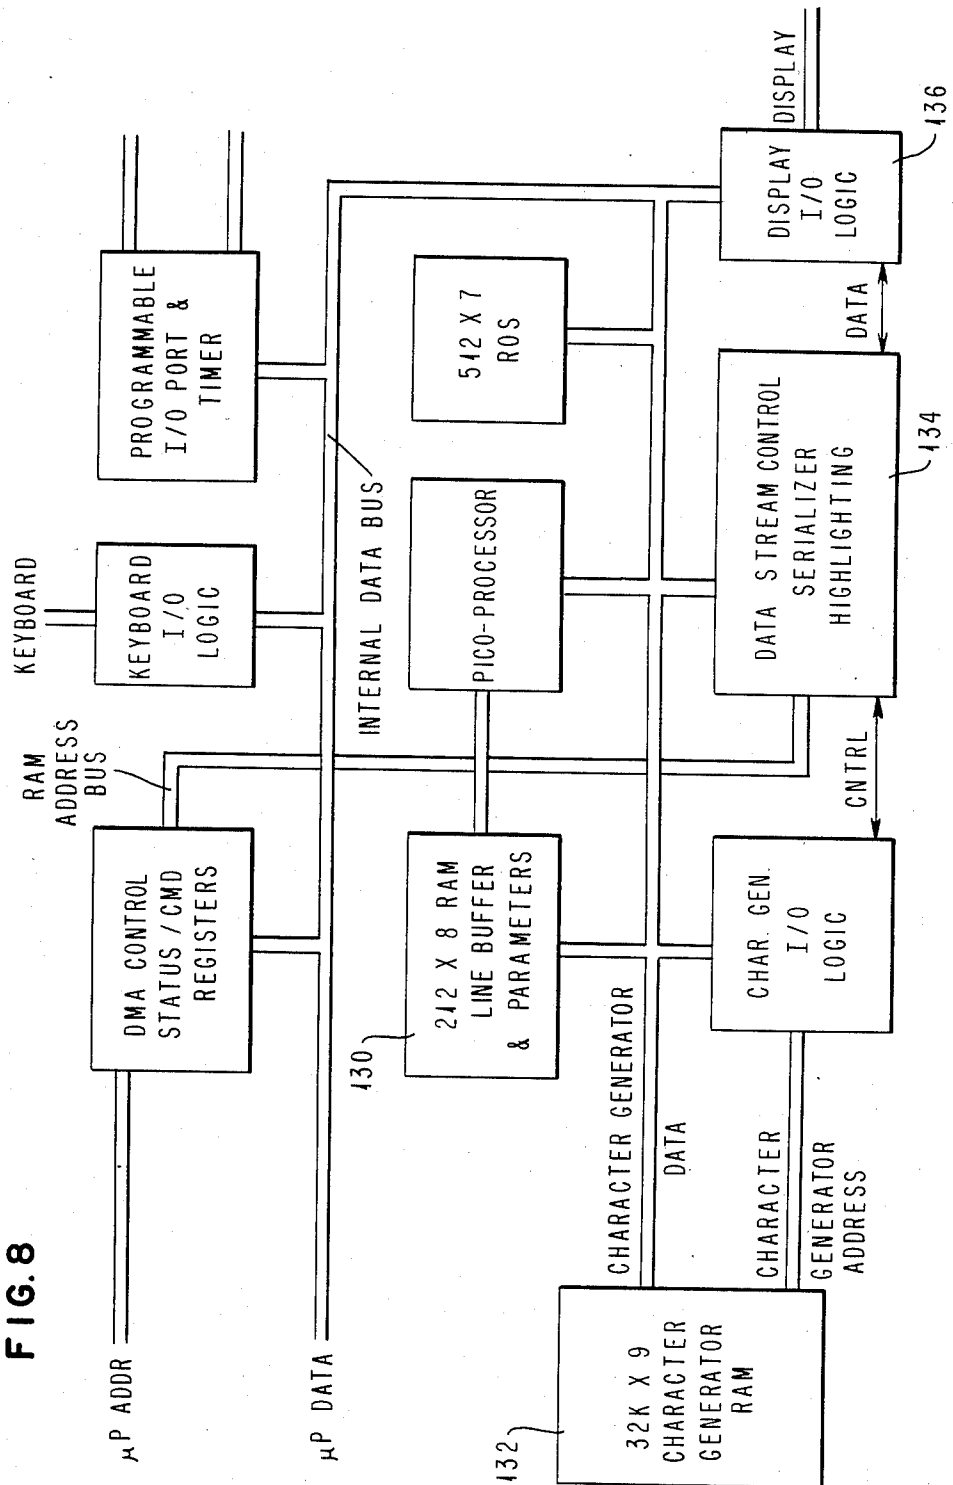 FIG. 8
µP ADDR
DMA CONTROL
STATUS/CMD
REGISTERS
RAM
ADDRESS
BUS
KEYBOARD
KEYBOARD
I/O
LOGIC
PROGRAMMABLE
I/O PORT &
TIMER
µP DATA
INTERNAL DATA BUS
130
212 X 8 RAM
LINE BUFFER
& PARAMETERS
PICO-PROCESSOR
512 X 7
ROS
132
32K X 9
CHARACTER
GENERATOR
RAM
CHARACTER GENERATOR
DATA
CHARACTER
GENERATOR
ADDRESS
CHAR. GEN.
I/O
LOGIC
CNTRL
DATA STREAM CONTROL
SERIALIZER
HIGHLIGHTING
134
DATA
DISPLAY
I/O
LOGIC
136
DISPLAY